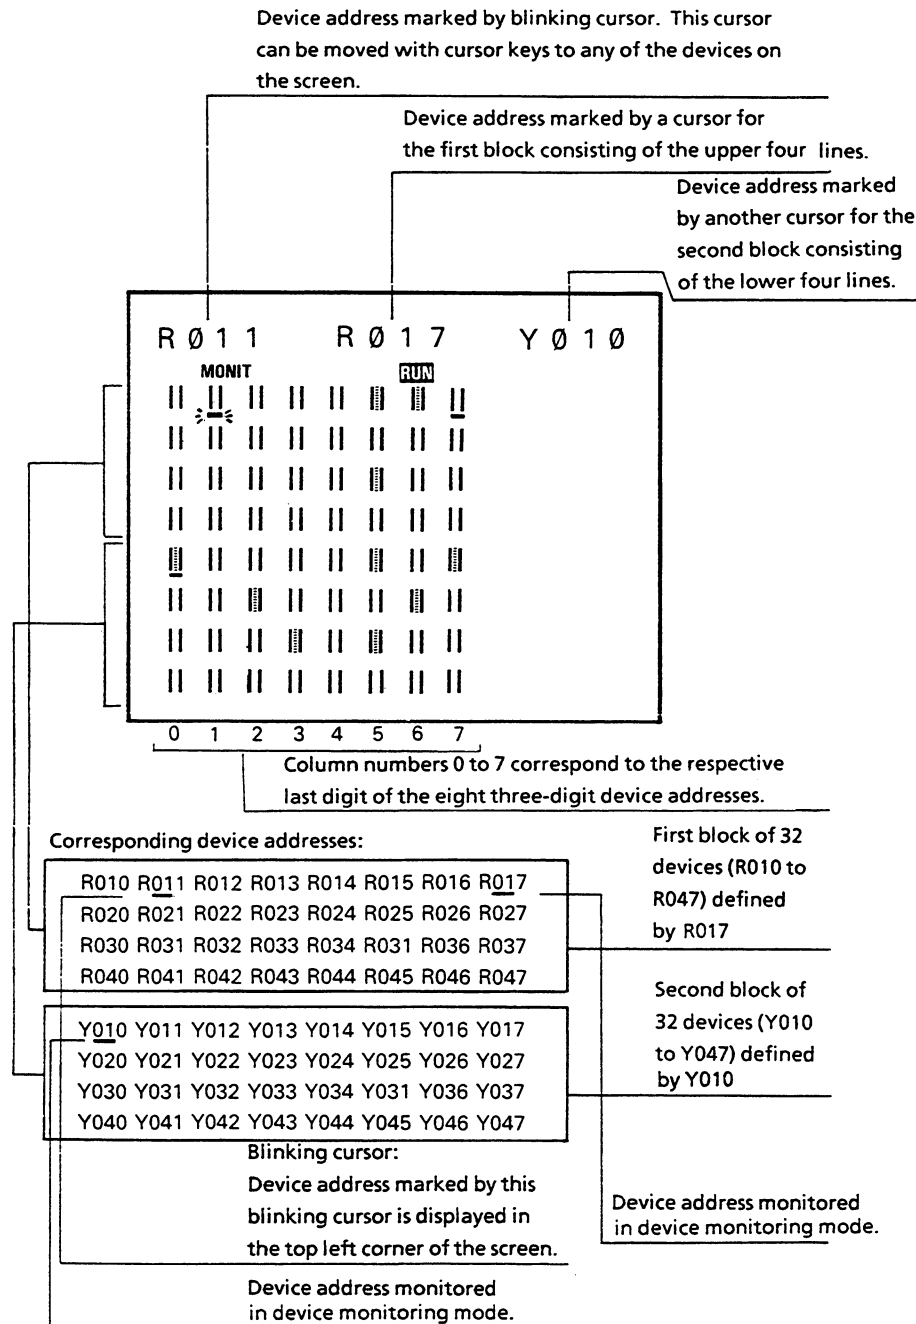 Device address marked by blinking cursor. This cursor
can be moved with cursor keys to any of the devices on
the screen.
Device address marked by a cursor for
the first block consisting of the upper four lines.
Device address marked
by another cursor for the
second block consisting
of the lower four lines.
RØ11 RØ17 YØ10
MONIT RUN
0 1 2 3 4 5 6 7
Column numbers 0 to 7 correspond to the respective
last digit of the eight three-digit device addresses.
Corresponding device addresses:
R010 R011 R012 R013 R014 R015 R016 R017
R020 R021 R022 R023 R024 R025 R026 R027
R030 R031 R032 R033 R034 R031 R036 R037
R040 R041 R042 R043 R044 R045 R046 R047
First block of 32
devices (R010 to
R047) defined
by R017
Y010 Y011 Y012 Y013 Y014 Y015 Y016 Y017
Y020 Y021 Y022 Y023 Y024 Y025 Y026 Y027
Y030 Y031 Y032 Y033 Y034 Y031 Y036 Y037
Y040 Y041 Y042 Y043 Y044 Y045 Y046 Y047
Second block of
32 devices (Y010
to Y047) defined
by Y010
Blinking cursor:
Device address marked by this
blinking cursor is displayed in
the top left corner of the screen.
Device address monitored
in device monitoring mode.
Device address monitored
in device monitoring mode.